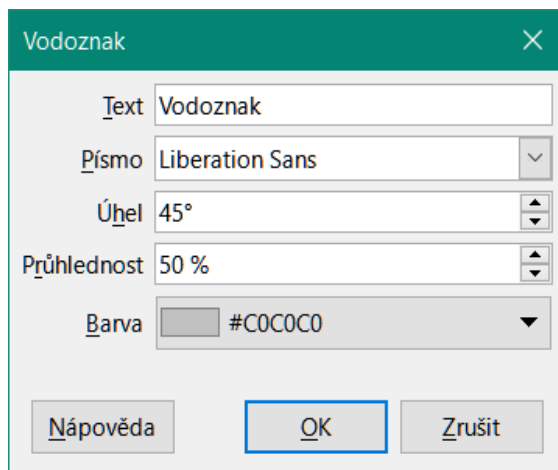 Vodoznak
Text Vodoznak
Písmo Liberation Sans
Úhel 45°
Průhlednost 50 %
Barva #C0C0C0
Nápověda OK Zrušit